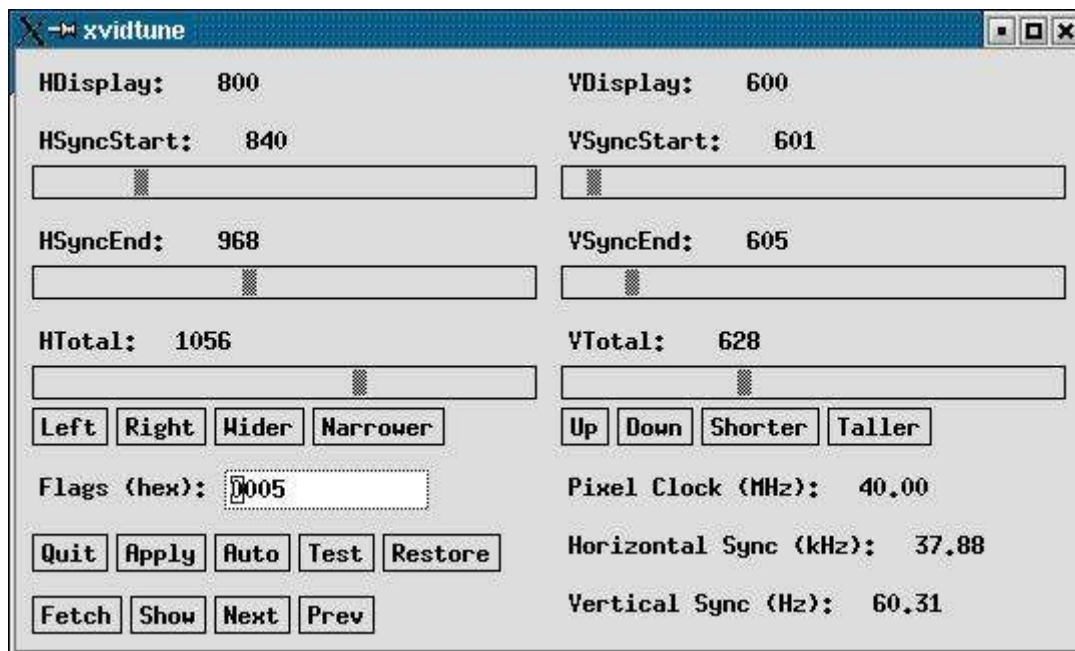 xvidtune
HDisplay: 800
VDisplay: 600
HSyncStart: 840
VSyncStart: 601
HSyncEnd: 968
VSyncEnd: 605
HTotal: 1056
VTotal: 628
Left Right Wider Narrower
Up Down Shorter Taller
Flags (hex): 0005
Pixel Clock (MHz): 40.00
Quit Apply Auto Test Restore
Horizontal Sync (kHz): 37.88
Fetch Show Next Prev
Vertical Sync (Hz): 60.31